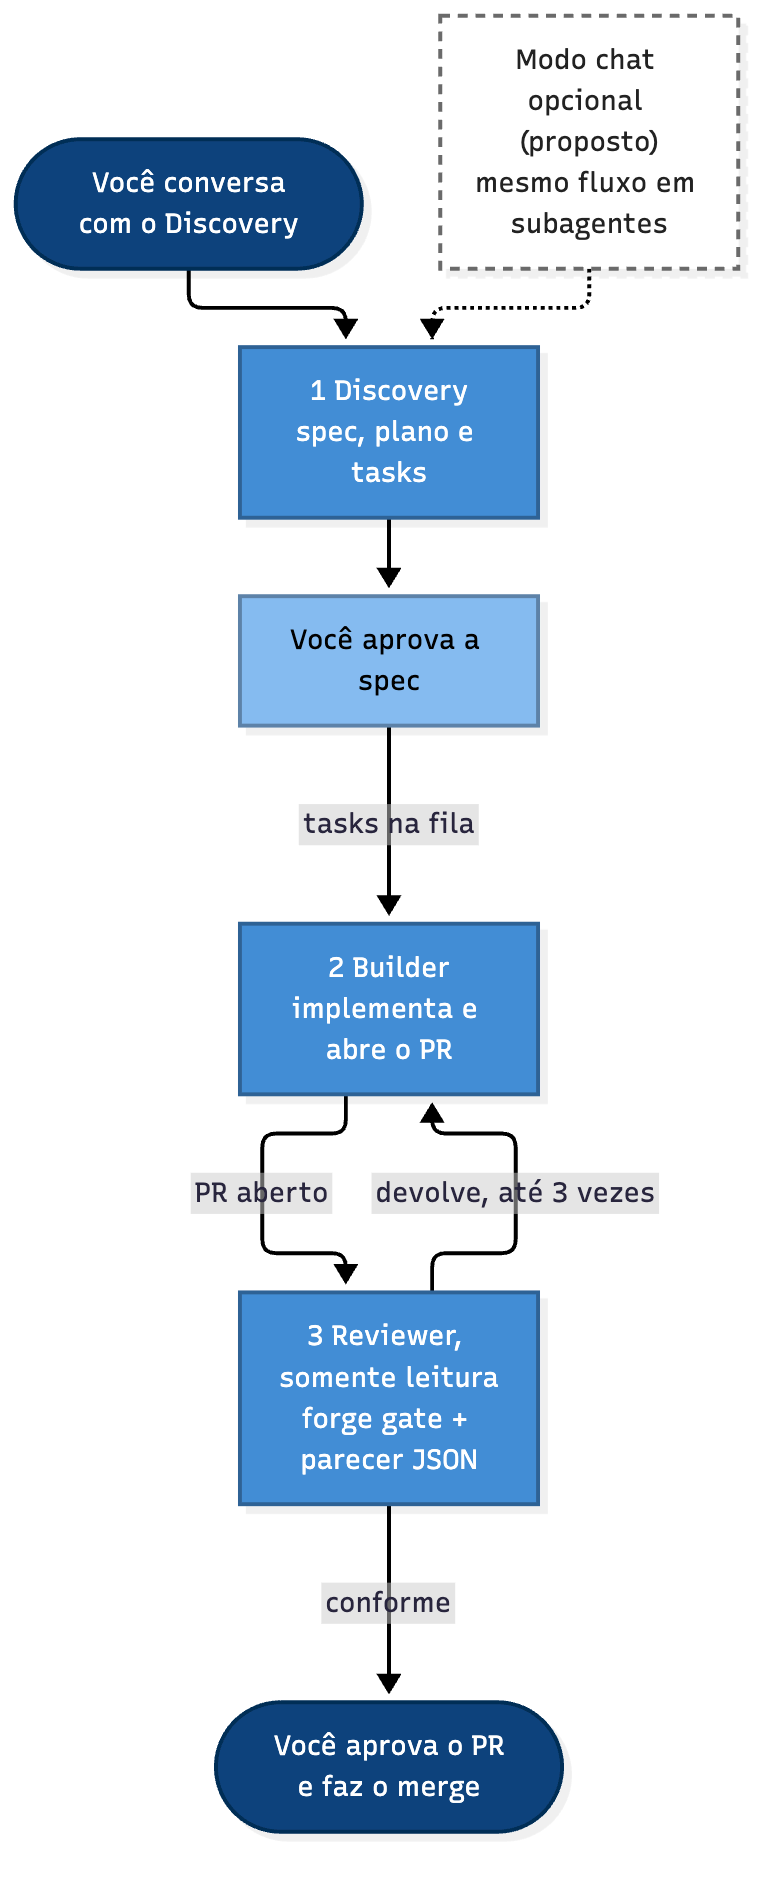 Modo chat
opcional
(proposto)
mesmo fluxo em
subagentes
Você conversa
com o Discovery
1 Discovery
spec, plano e
tasks
Você aprova a
spec
tasks na fila
2 Builder
implementa e
abre o PR
PR aberto
devolve, até 3 vezes
3 Reviewer,
somente leitura
forge gate +
parecer JSON
conforme
Você aprova o PR
e faz o merge